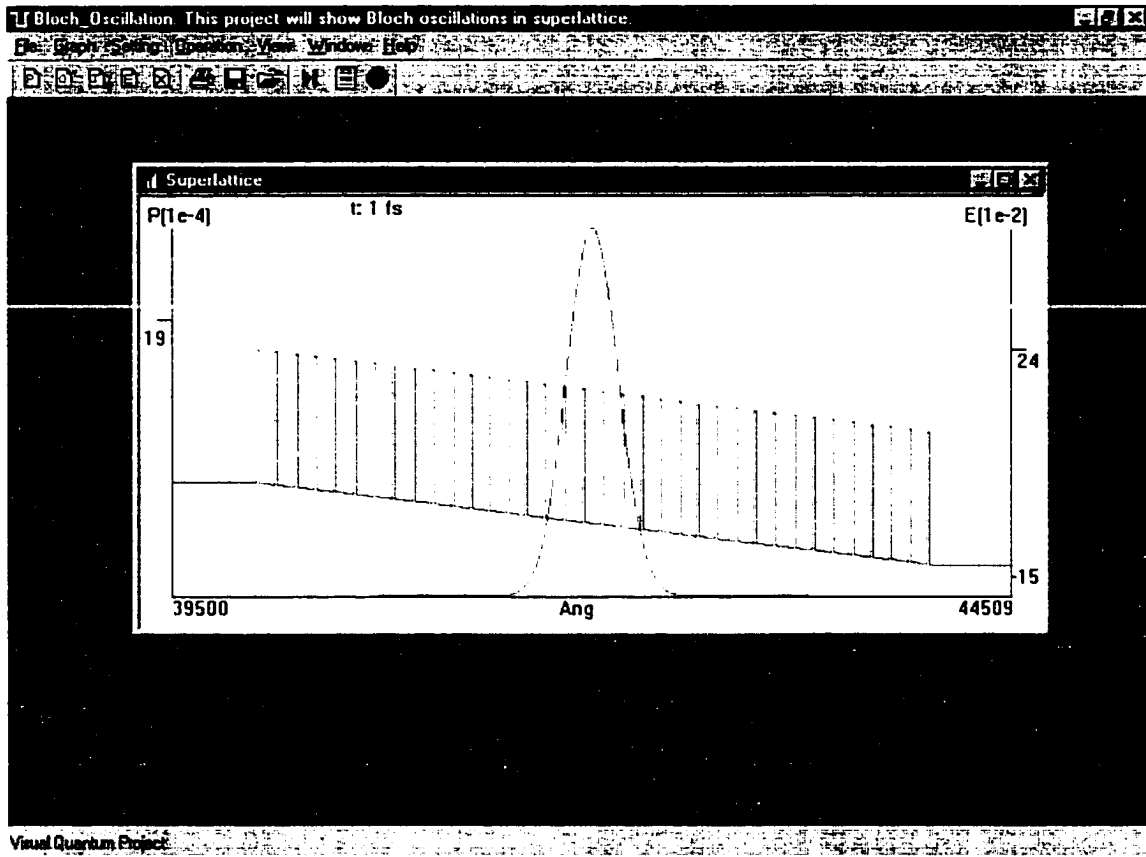 Bloch_Oscillation. This project will show Bloch oscillations in superlattice.
File Graph Setting Operation View Windows Help
Superlattice
P(1e-4) t: 1 fs E(1e-2)
19
24
15
39500 Ang 44509
Visual Quantum Project